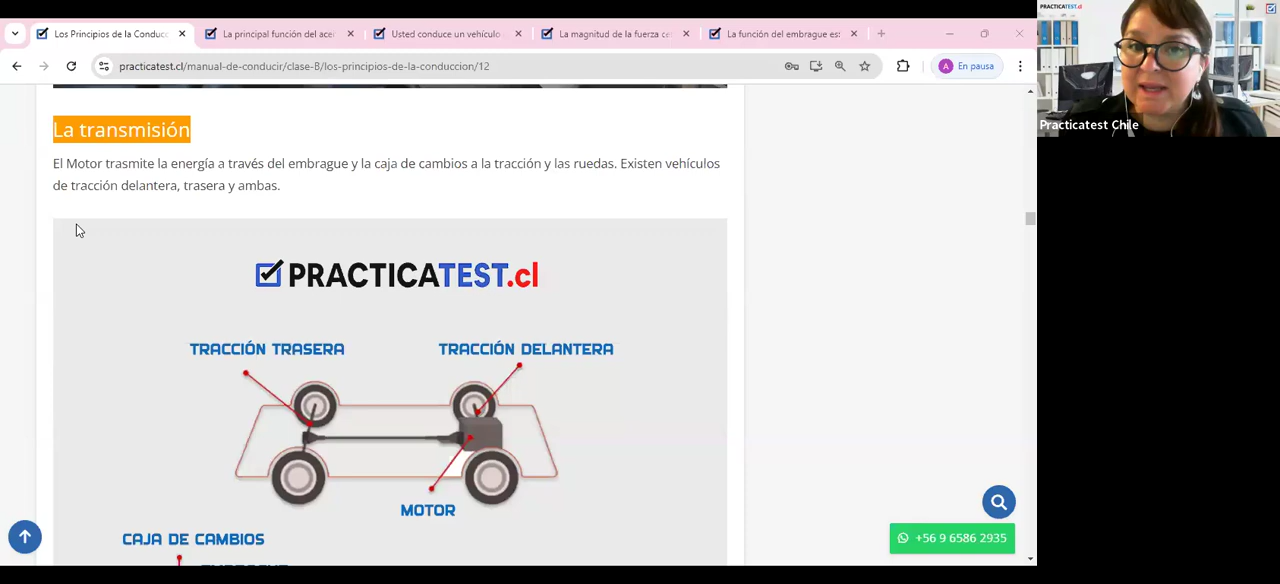 Los Principios de la Conducc
La principal función del ace
Usted conduce un vehículo
La magnitud de la fuerza ce
La función del embrague es:
practicatest.cl/manual-de-conducir/clase-B/los-principios-de-la-conduccion/12
A
En pausa
PRACTICATEST.cl
Practicatest Chile
La transmisión
El Motor trasmite la energía a través del embrague y la caja de cambios a la tracción y las ruedas. Existen vehículos
de tracción delantera, trasera y ambas.
PRACTICATEST.cl
TRACCIÓN TRASERA
TRACCIÓN DELANTERA
MOTOR
CAJA DE CAMBIOS
+56 9 6586 2935